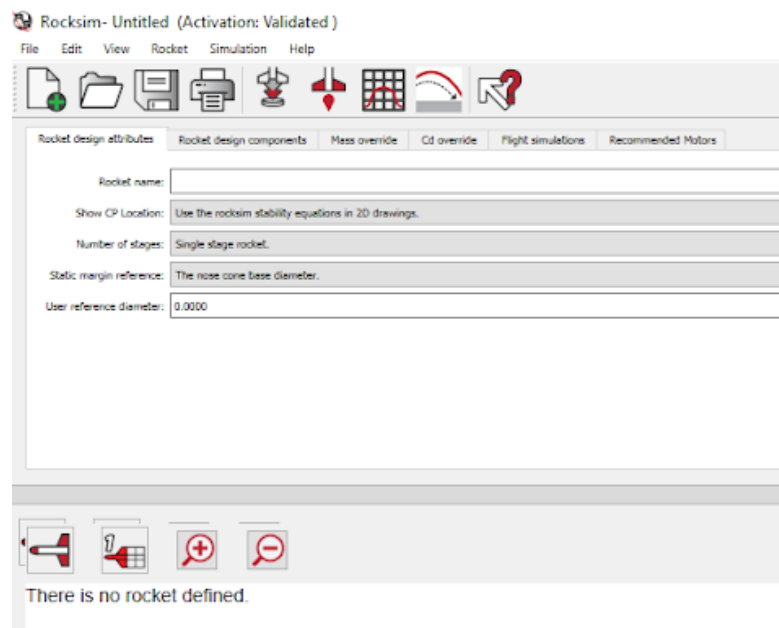 Rocksim- Untitled (Activation: Validated )
File Edit View Rocket Simulation Help
Rocket design attributes Rocket design components Mass override Cd override Flight simulations Recommended Motors
Rocket name:
Show CP Location: Use the rocksim stability equations in 2D drawings.
Number of stages: Single stage rocket.
Static margin reference: The nose cone base diameter.
User reference diameter: 0.0000
1
There is no rocket defined.